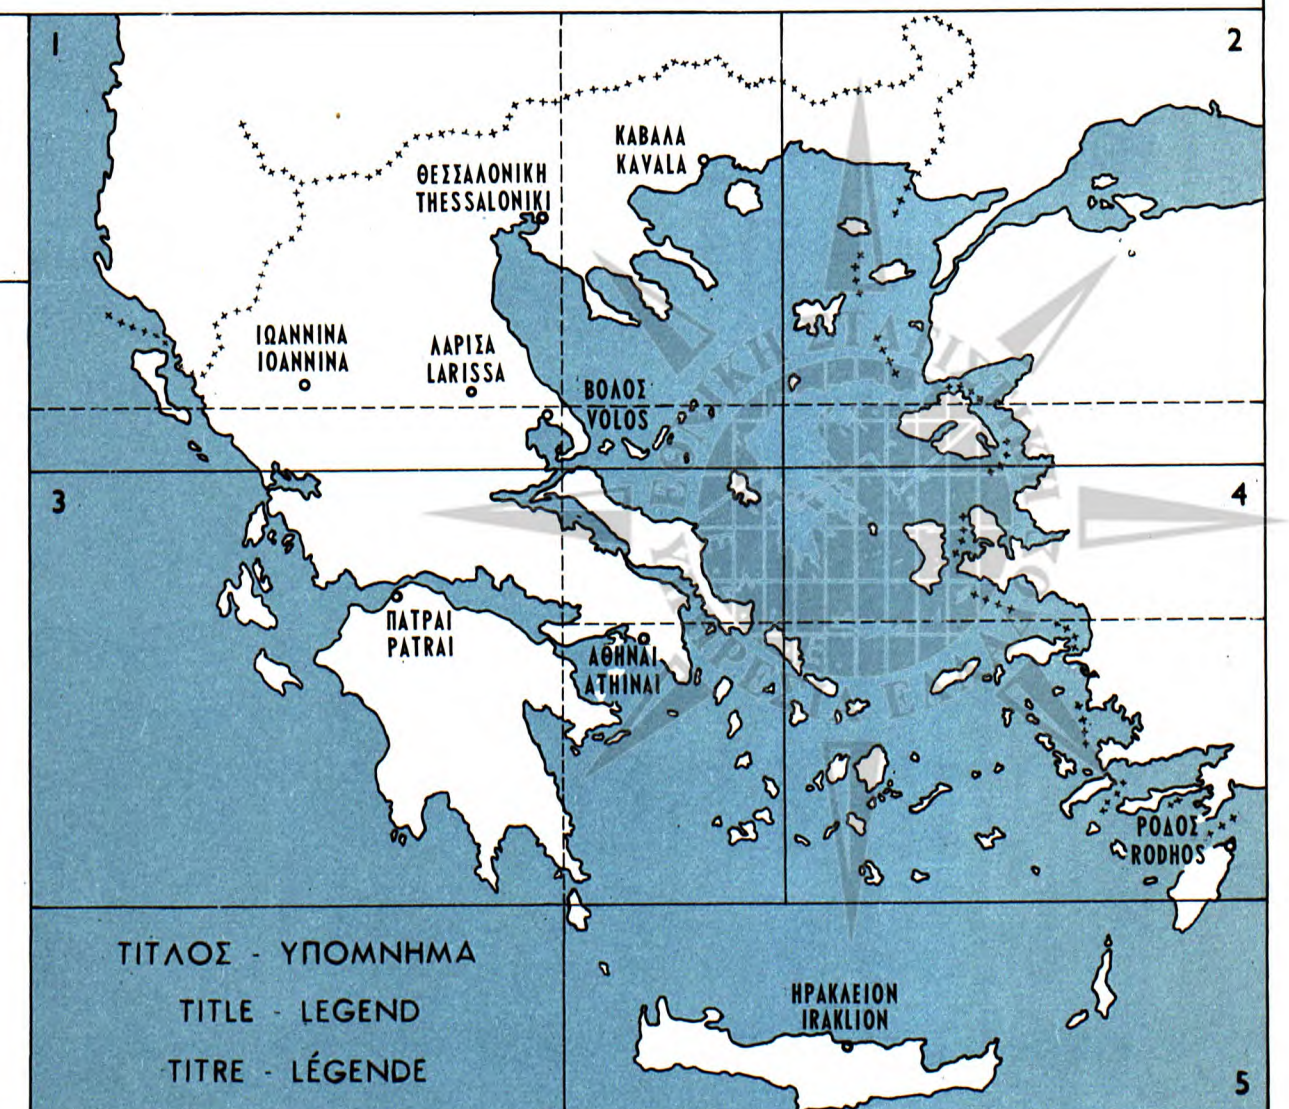 1
2
ΚΑΒΑΛΑ
KAVALA
ΘΕΣΣΑΛΟΝΙΚΗ
THESSALONIKI
ΙΩΑΝΝΙΝΑ
IOANNINA
ΛΑΡΙΣΑ
LARISSA
ΒΟΛΟΣ
VOLOS
3
4
ΠΑΤΡΑΙ
PATRAI
ΑΘΗΝΑΙ
ATHINAI
ΡΟΔΟΣ
RODHOS
ΤΙΤΛΟΣ - ΥΠΟΜΝΗΜΑ
TITLE - LEGEND
TITRE - LÉGENDE
ΗΡΑΚΛΕΙΟΝ
IRAKLION
5